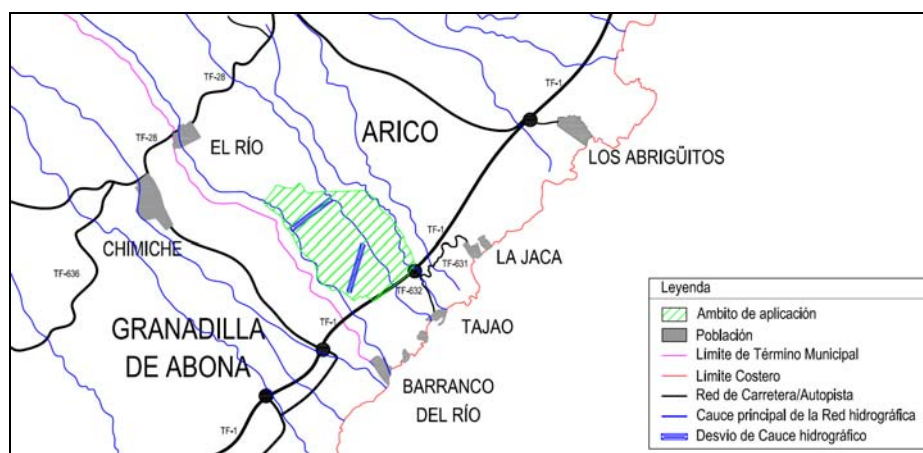 TF-28
TF-1
ARICO
TF-28
EL RÍO
LOS ABRIGÜITOS
CHIMICHE
TF-1
LA JACA
TF-631
TF-636
TF-632
TAJAO
GRANADILLA
DE ABONA
TF-1
BARRANCO
DEL RÍO
TF-1
Leyenda
Ambito de aplicación
Población
Límite de Término Municipal
Límite Costero
Red de Carretera/Autopista
Cauce principal de la Red hidrográfica
Desvio de Cauce hidrográfico